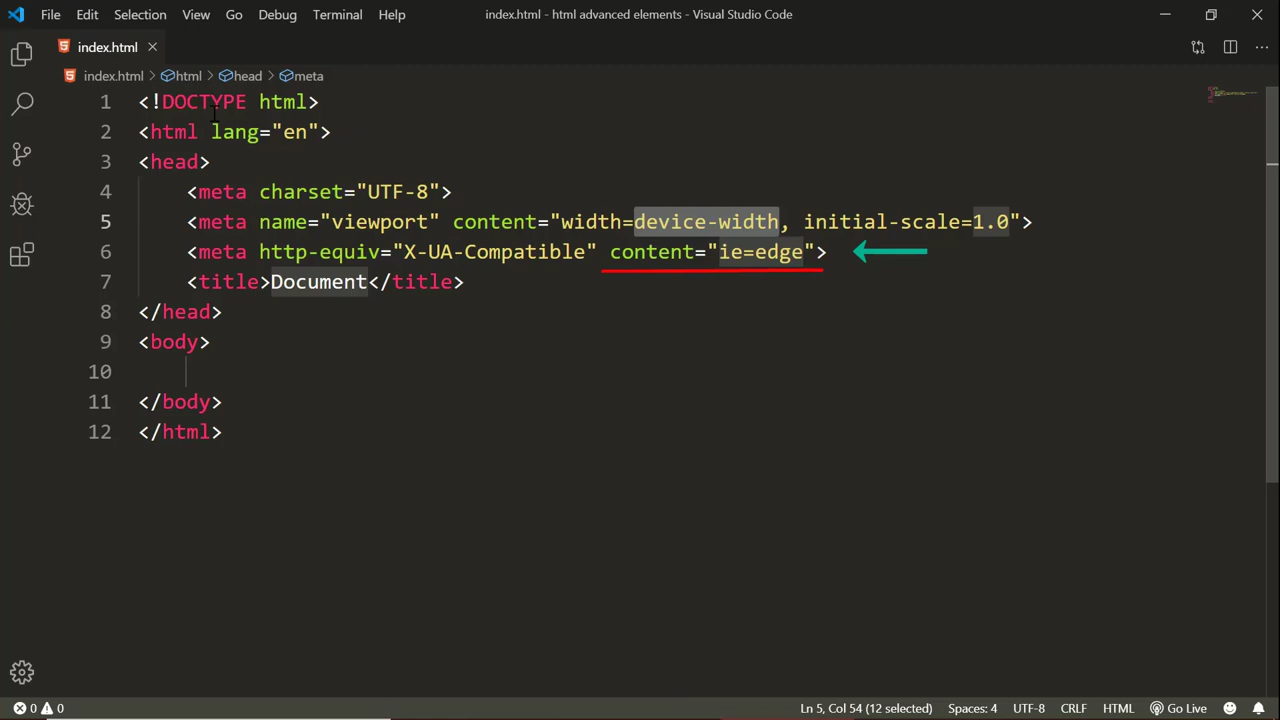 File Edit Selection View Go Debug Terminal Help index.html - html advanced elements - Visual Studio Code
index.html
index.html > html > head > meta
1 <!DOCTYPE html>
2 <html lang="en">
3 <head>
4 <meta charset="UTF-8">
5 <meta name="viewport" content="width=device-width, initial-scale=1.0">
6 <meta http-equiv="X-UA-Compatible" content="ie=edge">
7 <title>Document</title>
8 </head>
9 <body>
10
11 </body>
12 </html>
0 0 Ln 5, Col 54 (12 selected) Spaces: 4 UTF-8 CRLF HTML Go Live